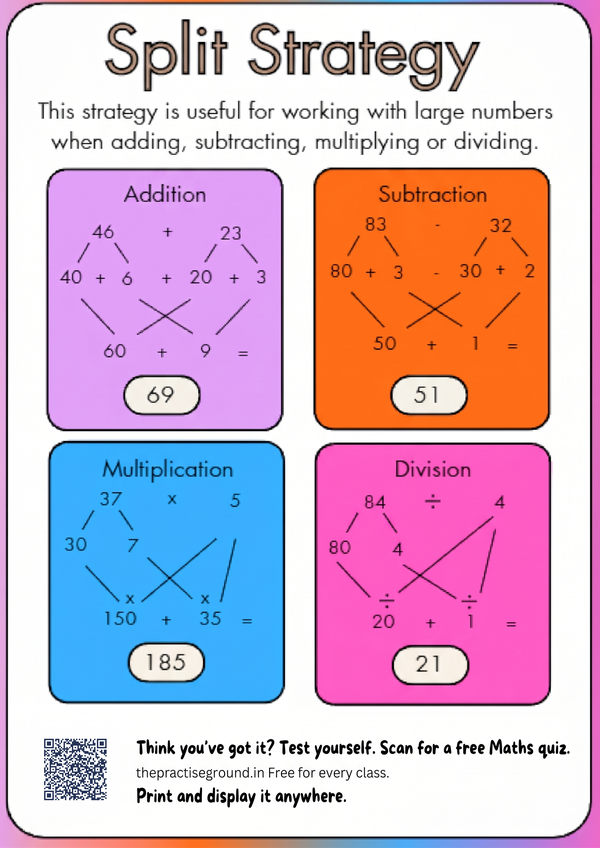 Split Strategy
This strategy is useful for working with large numbers
when adding, subtracting, multiplying or dividing.
Addition
46 + 23
40 + 6 + 20 + 3
60 + 9 =
69
Subtraction
83 - 32
80 + 3 - 30 + 2
50 + 1 =
51
Multiplication
37 x 5
30 7
x x
150 + 35 =
185
Division
84 ÷ 4
80 4
÷ ÷
20 + 1 =
21
Think you've got it? Test yourself. Scan for a free Maths quiz.
thepractiseground.in Free for every class.
Print and display it anywhere.